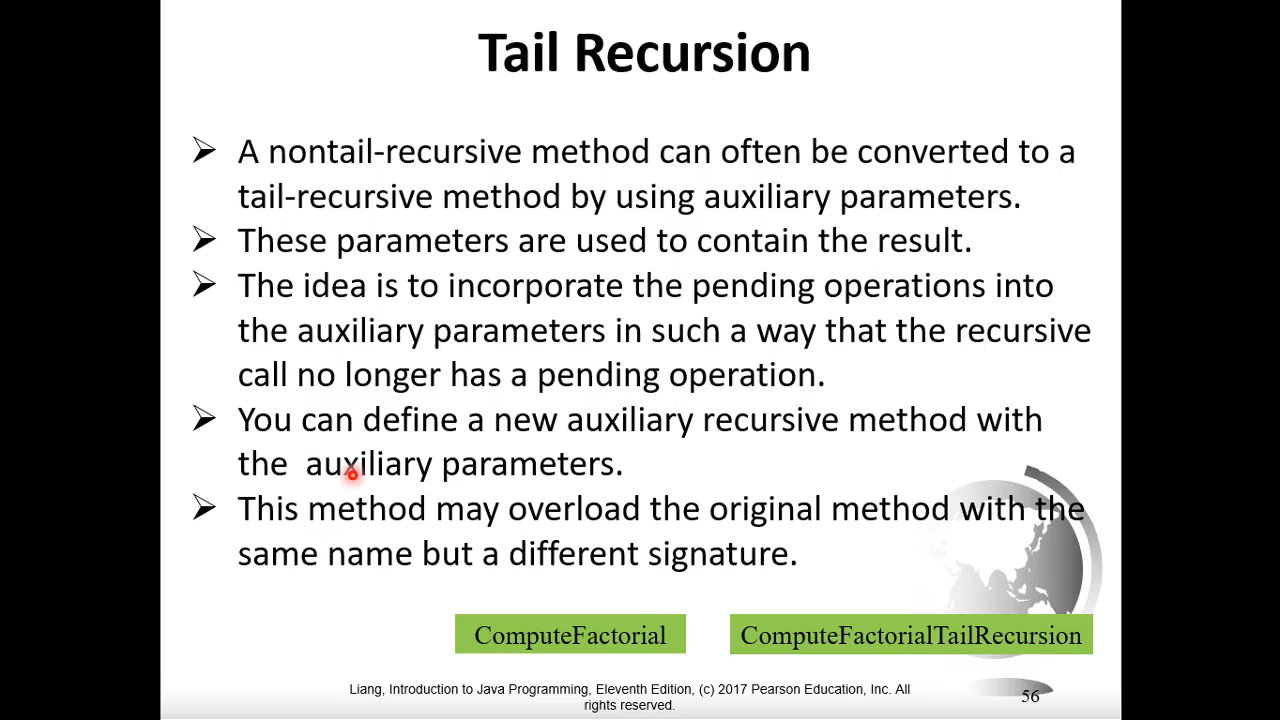 Tail Recursion
➢ A nontail-recursive method can often be converted to a
tail-recursive method by using auxiliary parameters.
➢ These parameters are used to contain the result.
➢ The idea is to incorporate the pending operations into
the auxiliary parameters in such a way that the recursive
call no longer has a pending operation.
➢ You can define a new auxiliary recursive method with
the  auxiliary parameters.
➢ This method may overload the original method with the
same name but a different signature.
ComputeFactorial
ComputeFactorialTailRecursion
Liang, Introduction to Java Programming, Eleventh Edition, (c) 2017 Pearson Education, Inc. All
rights reserved.
56